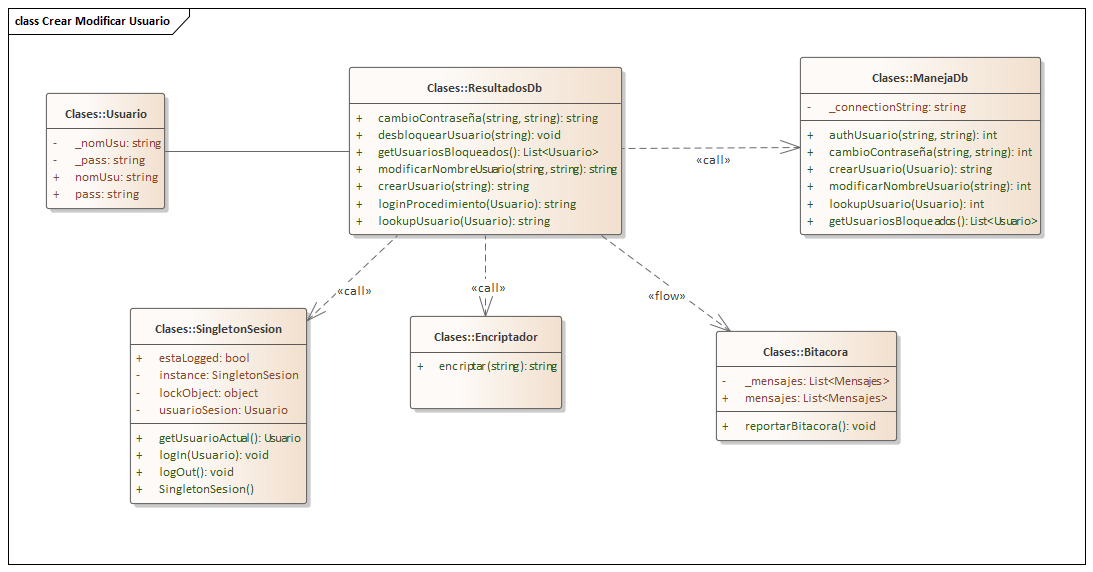 class Crear Modificar Usuario
Clases::Usuario
- _nomUsu: string
- _pass: string
+ nomUsu: string
+ pass: string
Clases::ResultadosDb
+ cambioContraseña(string, string): string
+ desbloquearUsuario(string): void
+ getUsuariosBloqueados(): List<Usuario>
+ modificarNombreUsuario(string, string): string
+ crearUsuario(string): string
+ loginProcedimiento(Usuario): string
+ lookupUsuario(Usuario): string
«call»
Clases::ManejaDb
- _connectionString: string
+ authUsuario(string, string): int
+ cambioContraseña(string, string): int
+ crearUsuario(Usuario): string
+ modificarNombreUsuario(string): int
+ lookupUsuario(Usuario): int
+ getUsuariosBloqueados(): List<Usuario>
«call»
«call»
«flow»
Clases::SingletonSesion
+ estaLogged: bool
- instance: SingletonSesion
- lockObject: object
- usuarioSesion: Usuario
+ getUsuarioActual(): Usuario
+ logIn(Usuario): void
+ logOut(): void
+ SingletonSesion()
Clases::Encriptador
+ encriptar(string): string
Clases::Bitacora
- _mensajes: List<Mensajes>
+ mensajes: List<Mensajes>
+ reportarBitacora(): void